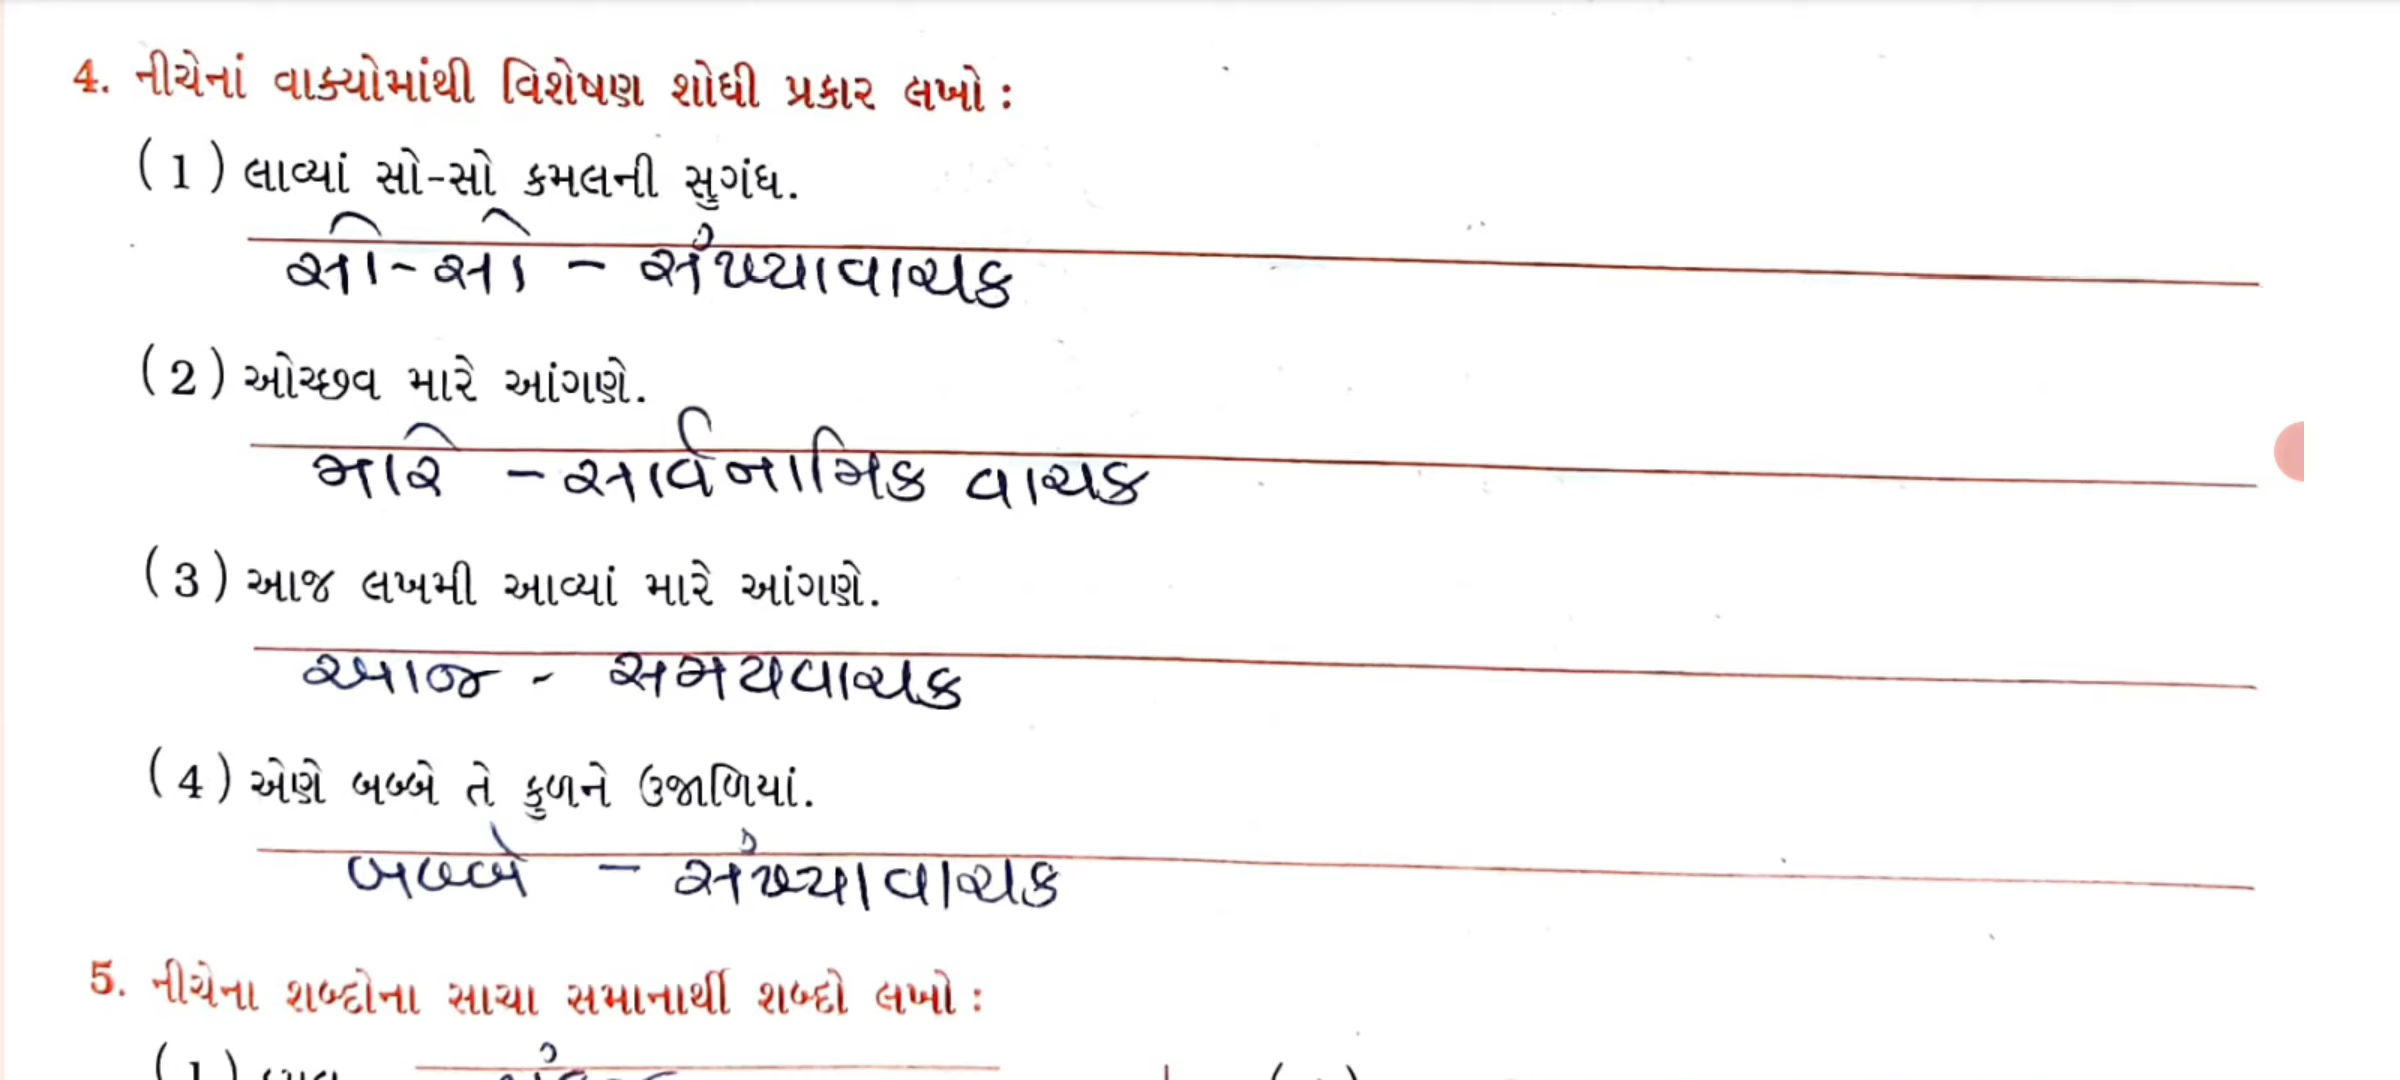 4. નીચેનાં વાક્યોમાંથી વિશેષણ શોધી પ્રકાર લખો :
(1) લાવ્યાં સો-સો કમલની સુગંધ.
સો-સો - સંખ્યાવાચક
(2) ઓચ્છવ મારે આંગણે.
મારે - સાર્વનામિક વાચક
(3) આજ લખમી આવ્યાં મારે આંગણે.
આજ - સમયવાચક
(4) એણે બબ્બે તે કુળને ઉજાળિયાં.
બબ્બે - સંખ્યાવાચક
5. નીચેના શબ્દોના સાચા સમાનાર્થી શબ્દો લખો :
(1)